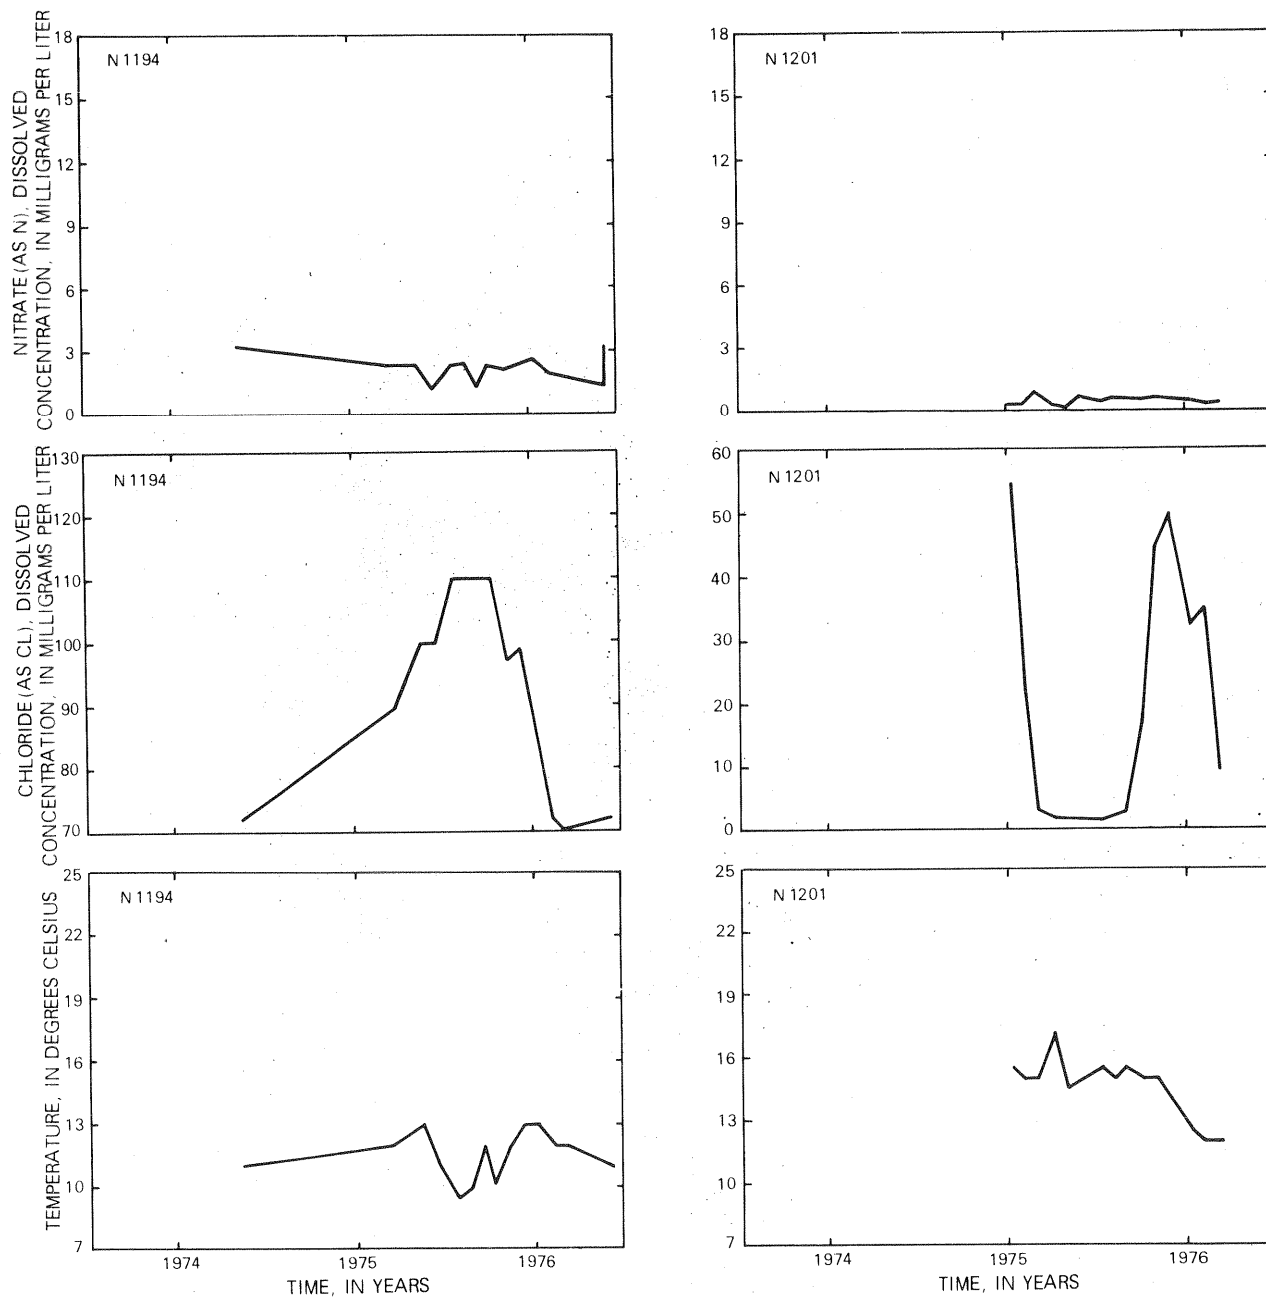 NITRATE (AS N), DISSOLVED
CONCENTRATION, IN MILLIGRAMS PER LITER
N 1194
18
15
12
9
6
3
0
N 1201
18
15
12
9
6
3
0
CHLORIDE (AS CL), DISSOLVED
CONCENTRATION, IN MILLIGRAMS PER LITER
N 1194
130
120
110
100
90
80
70
N 1201
60
50
40
30
20
10
0
TEMPERATURE, IN DEGREES CELSIUS
N 1194
25
22
19
16
13
10
7
1974 1975 1976
TIME, IN YEARS
N 1201
25
22
19
16
13
10
7
1974 1975 1976
TIME, IN YEARS